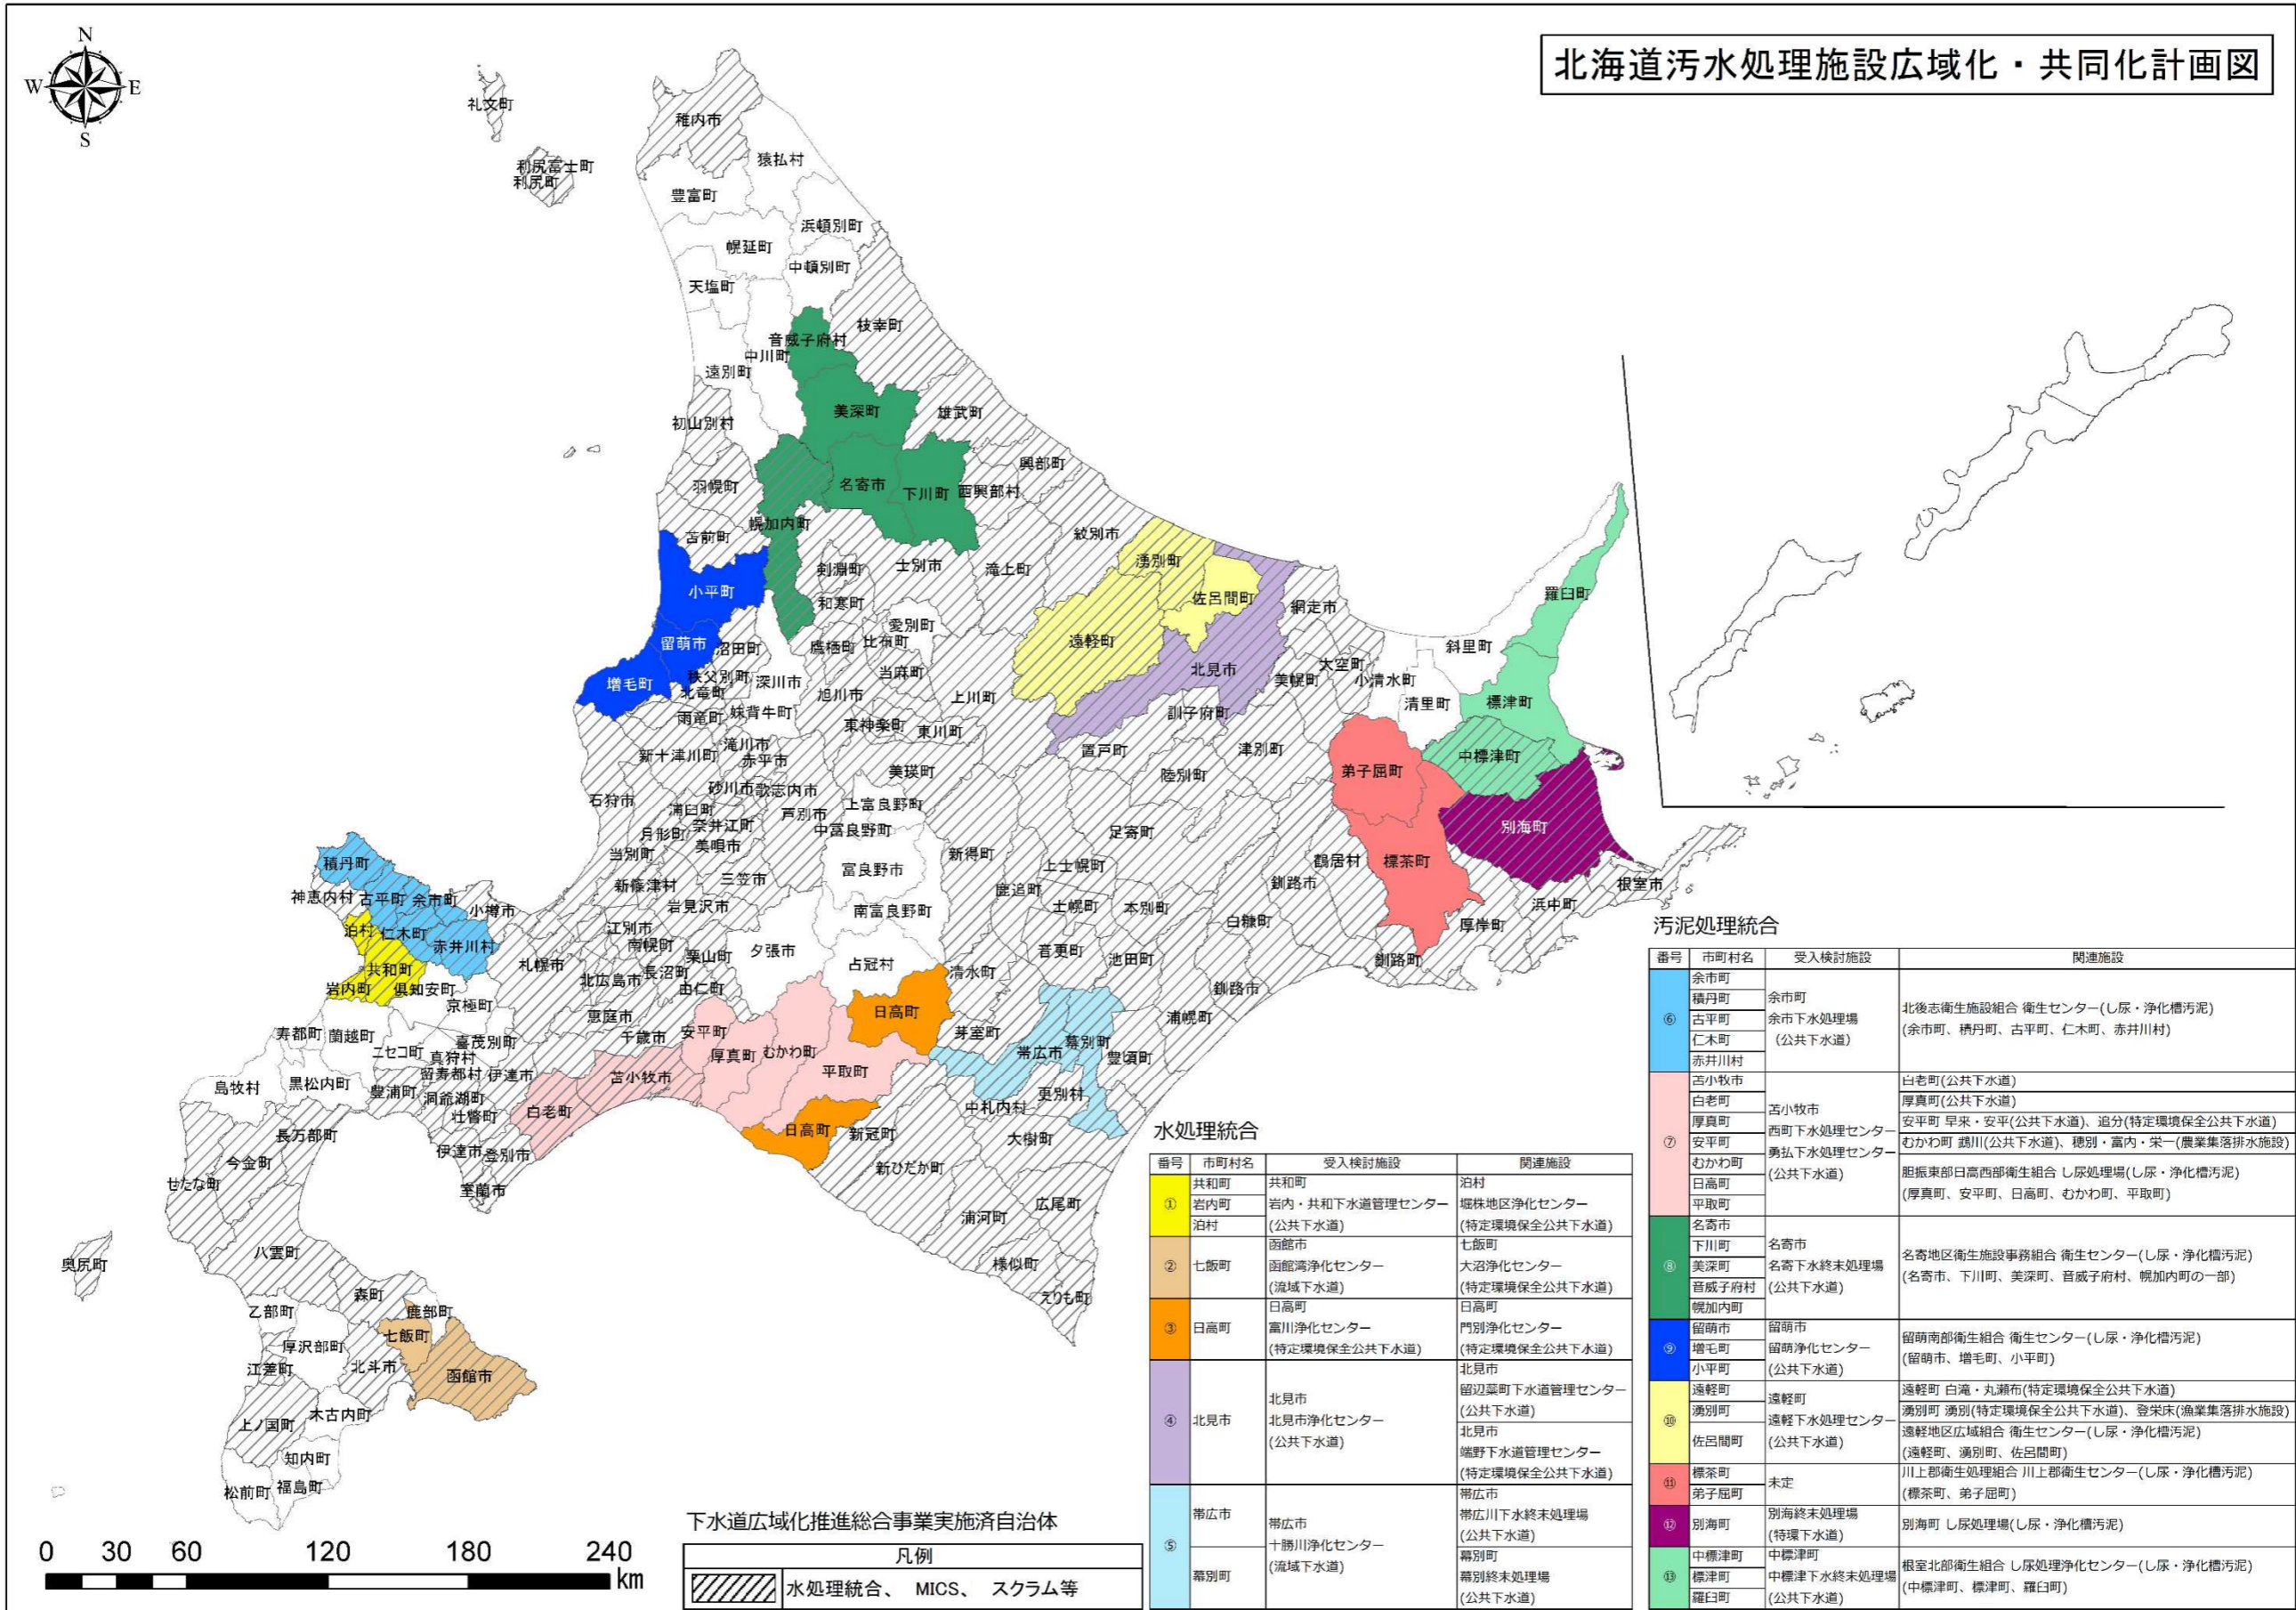 北海道汚水処理施設広域化・共同化計画図
N
W
E
S
礼文町
利尻富士町
利尻町
稚内市
猿払村
豊富町
浜頓別町
幌延町
中頓別町
天塩町
枝幸町
音威子府村
中川町
遠別町
美深町
雄武町
初山別村
興部町
羽幌町
名寄市
下川町
西興部村
幌加内町
苫前町
紋別市
湧別町
剣淵町
士別市
滝上町
小平町
和寒町
佐呂間町
網走市
羅臼町
愛別町
留萌市
沼田町
鷹栖町
比布町
遠軽町
斜里町
秩父別町
当麻町
北見市
大空町
増毛町
北竜町
深川市
旭川市
上川町
美幌町
小清水町
雨竜町
妹背牛町
訓子府町
清里町
標津町
東神楽町
東川町
新十津川町
滝川市
置戸町
津別町
中標津町
赤平市
美瑛町
陸別町
弟子屈町
砂川市
歌志内市
石狩市
上富良野町
浦臼町
芦別市
奈井江町
中富良野町
足寄町
別海町
月形町
美唄市
当別町
新得町
積丹町
富良野市
上士幌町
鶴居村
標茶町
新篠津村
三笠市
鹿追町
釧路市
根室市
神恵内村
古平町
余市町
小樽市
岩見沢市
南富良野町
士幌町
本別町
浜中町
泊村
仁木町
江別市
白糠町
厚岸町
赤井川村
南幌町
夕張市
音更町
池田町
共和町
札幌市
栗山町
占冠村
清水町
釧路町
岩内町
倶知安町
北広島市
長沼町
由仁町
釧路市
京極町
日高町
浦幌町
寿都町
蘭越町
恵庭市
千歳市
安平町
芽室町
喜茂別町
ニセコ町
真狩村
厚真町
むかわ町
帯広市
幕別町
豊頃町
島牧村
黒松内町
留寿都村
伊達市
苫小牧市
平取町
豊浦町
洞爺湖町
更別村
壮瞥町
白老町
中札内村
長万部町
日高町
新冠町
大樹町
今金町
伊達市
登別市
新ひだか町
せたな町
室蘭市
広尾町
浦河町
八雲町
様似町
奥尻町
森町
えりも町
乙部町
鹿部町
厚沢部町
七飯町
江差町
北斗市
函館市
上ノ国町
木古内町
知内町
松前町
福島町
0 30 60 120 180 240
km
下水道広域化推進総合事業実施済自治体
凡例
水処理統合、 MICS、 スクラム等
水処理統合
番号 市町村名 受入検討施設 関連施設
① 共和町 岩内町 泊村
共和町
岩内・共和下水道管理センター
(公共下水道)
泊村
堀株地区浄化センター
(特定環境保全公共下水道)
② 七飯町
函館市
函館湾浄化センター
(流域下水道)
七飯町
大沼浄化センター
(特定環境保全公共下水道)
③ 日高町
日高町
富川浄化センター
(特定環境保全公共下水道)
日高町
門別浄化センター
(特定環境保全公共下水道)
④ 北見市
北見市
北見市浄化センター
(公共下水道)
北見市
留辺蘂町下水道管理センター
(公共下水道)
北見市
端野下水道管理センター
(特定環境保全公共下水道)
⑤ 帯広市 幕別町
帯広市
十勝川浄化センター
(流域下水道)
帯広市
帯広川下水終末処理場
(公共下水道)
幕別町
幕別終末処理場
(公共下水道)
汚泥処理統合
番号 市町村名 受入検討施設 関連施設
⑥ 余市町 積丹町 古平町 仁木町 赤井川村
余市町
余市下水処理場
(公共下水道)
北後志衛生施設組合 衛生センター(し尿・浄化槽汚泥)
(余市町、積丹町、古平町、仁木町、赤井川村)
⑦ 苫小牧市 白老町 厚真町 安平町 むかわ町 日高町 平取町
苫小牧市
西町下水処理センター
勇払下水処理センター
(公共下水道)
白老町(公共下水道)
厚真町(公共下水道)
安平町 早来・安平(公共下水道)、追分(特定環境保全公共下水道)
むかわ町 鵡川(公共下水道)、穂別・富内・栄一(農業集落排水施設)
胆振東部日高西部衛生組合 し尿処理場(し尿・浄化槽汚泥)
(厚真町、安平町、日高町、むかわ町、平取町)
⑧ 名寄市 下川町 美深町 音威子府村 幌加内町
名寄市
名寄下水終末処理場
(公共下水道)
名寄地区衛生施設事務組合 衛生センター(し尿・浄化槽汚泥)
(名寄市、下川町、美深町、音威子府村、幌加内町の一部)
⑨ 留萌市 増毛町 小平町
留萌市
留萌浄化センター
(公共下水道)
留萌南部衛生組合 衛生センター(し尿・浄化槽汚泥)
(留萌市、増毛町、小平町)
⑩ 遠軽町 湧別町 佐呂間町
遠軽町
遠軽下水処理センター
(公共下水道)
遠軽町 白滝・丸瀬布(特定環境保全公共下水道)
湧別町 湧別(特定環境保全公共下水道)、登栄床(漁業集落排水施設)
遠軽地区広域組合 衛生センター(し尿・浄化槽汚泥)
(遠軽町、湧別町、佐呂間町)
⑪ 標茶町 弟子屈町
未定
川上郡衛生処理組合 川上郡衛生センター(し尿・浄化槽汚泥)
(標茶町、弟子屈町)
⑫ 別海町
別海終末処理場
(特環下水道)
別海町 し尿処理場(し尿・浄化槽汚泥)
⑬ 中標津町 標津町 羅臼町
中標津町
中標津下水終末処理場
(公共下水道)
根室北部衛生組合 し尿処理浄化センター(し尿・浄化槽汚泥)
(中標津町、標津町、羅臼町)